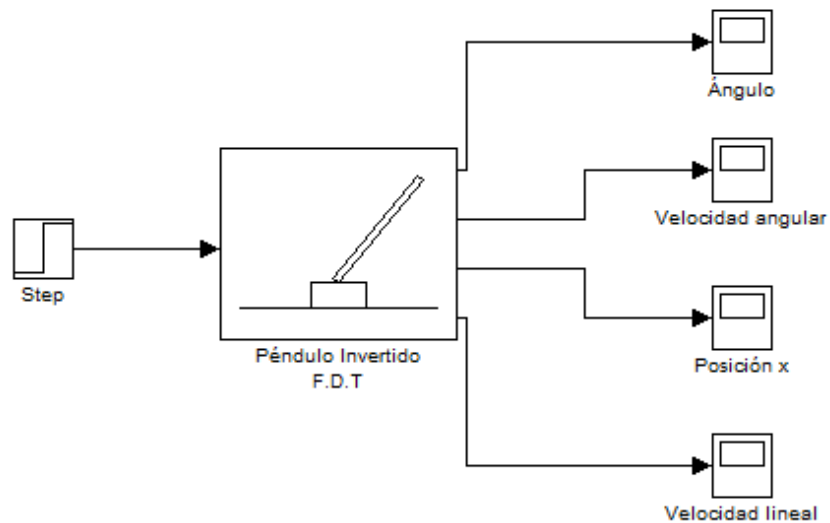 Ángulo
Velocidad angular
Step
Péndulo Invertido
F.D.T
Posición x
Velocidad lineal